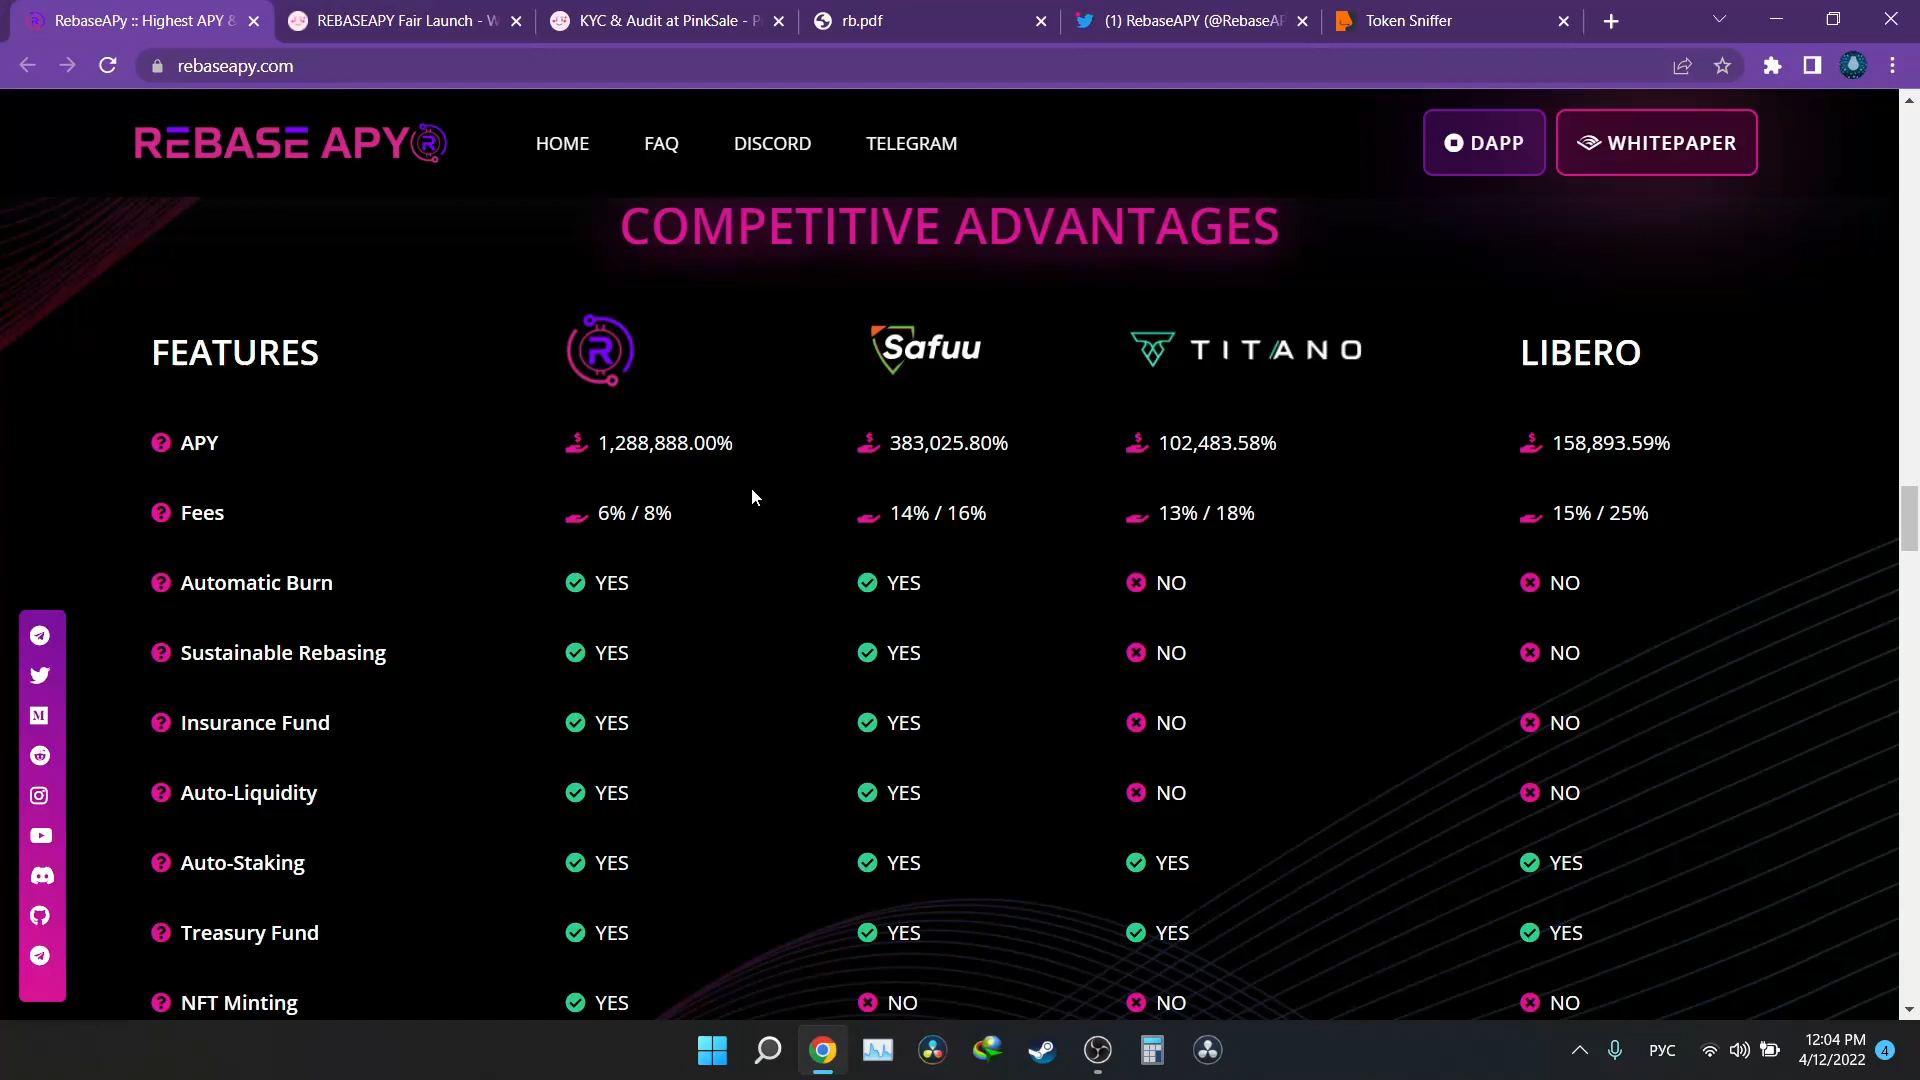 RebaseAPy :: Highest APY &
REBASEAPY Fair Launch - W
KYC & Audit at PinkSale - P
rb.pdf
(1) RebaseAPY (@RebaseAP
Token Sniffer
rebaseapy.com
REBASE APY
HOME
FAQ
DISCORD
TELEGRAM
DAPP
WHITEPAPER
COMPETITIVE ADVANTAGES
FEATURES
R
Safuu
TITANO
LIBERO
APY
1,288,888.00%
383,025.80%
102,483.58%
158,893.59%
Fees
6% / 8%
14% / 16%
13% / 18%
15% / 25%
Automatic Burn
YES
YES
NO
NO
Sustainable Rebasing
YES
YES
NO
NO
Insurance Fund
YES
YES
NO
NO
Auto-Liquidity
YES
YES
NO
NO
Auto-Staking
YES
YES
YES
YES
Treasury Fund
YES
YES
YES
YES
NFT Minting
YES
NO
NO
NO
РУС
12:04 PM
4/12/2022
4